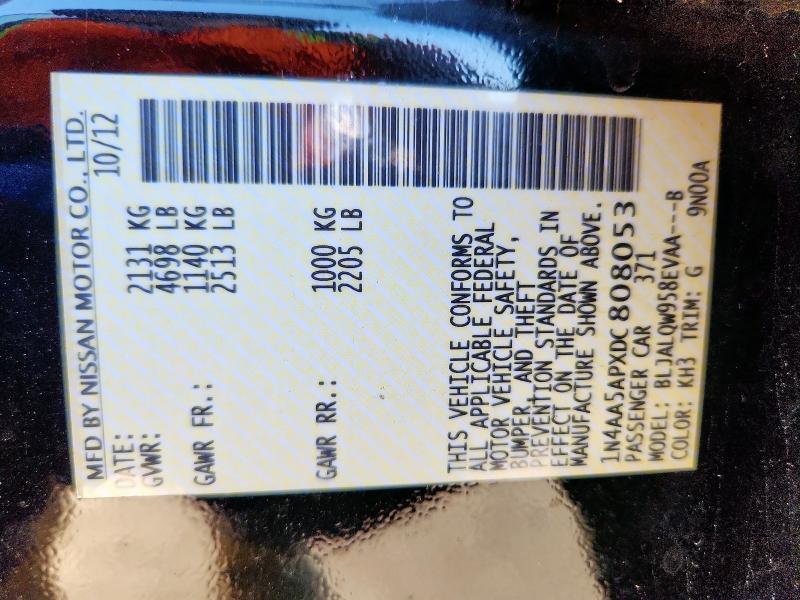 MFD BY NISSAN MOTOR CO., LTD.
DATE: 10/12
GVWR: 2131 KG
4698 LB
GAWR FR.: 1140 KG
2513 LB
GAWR RR.: 1000 KG
2205 LB
THIS VEHICLE CONFORMS TO
ALL APPLICABLE FEDERAL
MOTOR VEHICLE SAFETY,
BUMPER, AND THEFT
PREVENTION STANDARDS IN
EFFECT ON THE DATE OF
MANUFACTURE SHOWN ABOVE.
1N4AA5APXDC808053
PASSENGER CAR 371
MODEL: BLJALQW958EVAA---B
COLOR: KH3 TRIM: G 9N00A